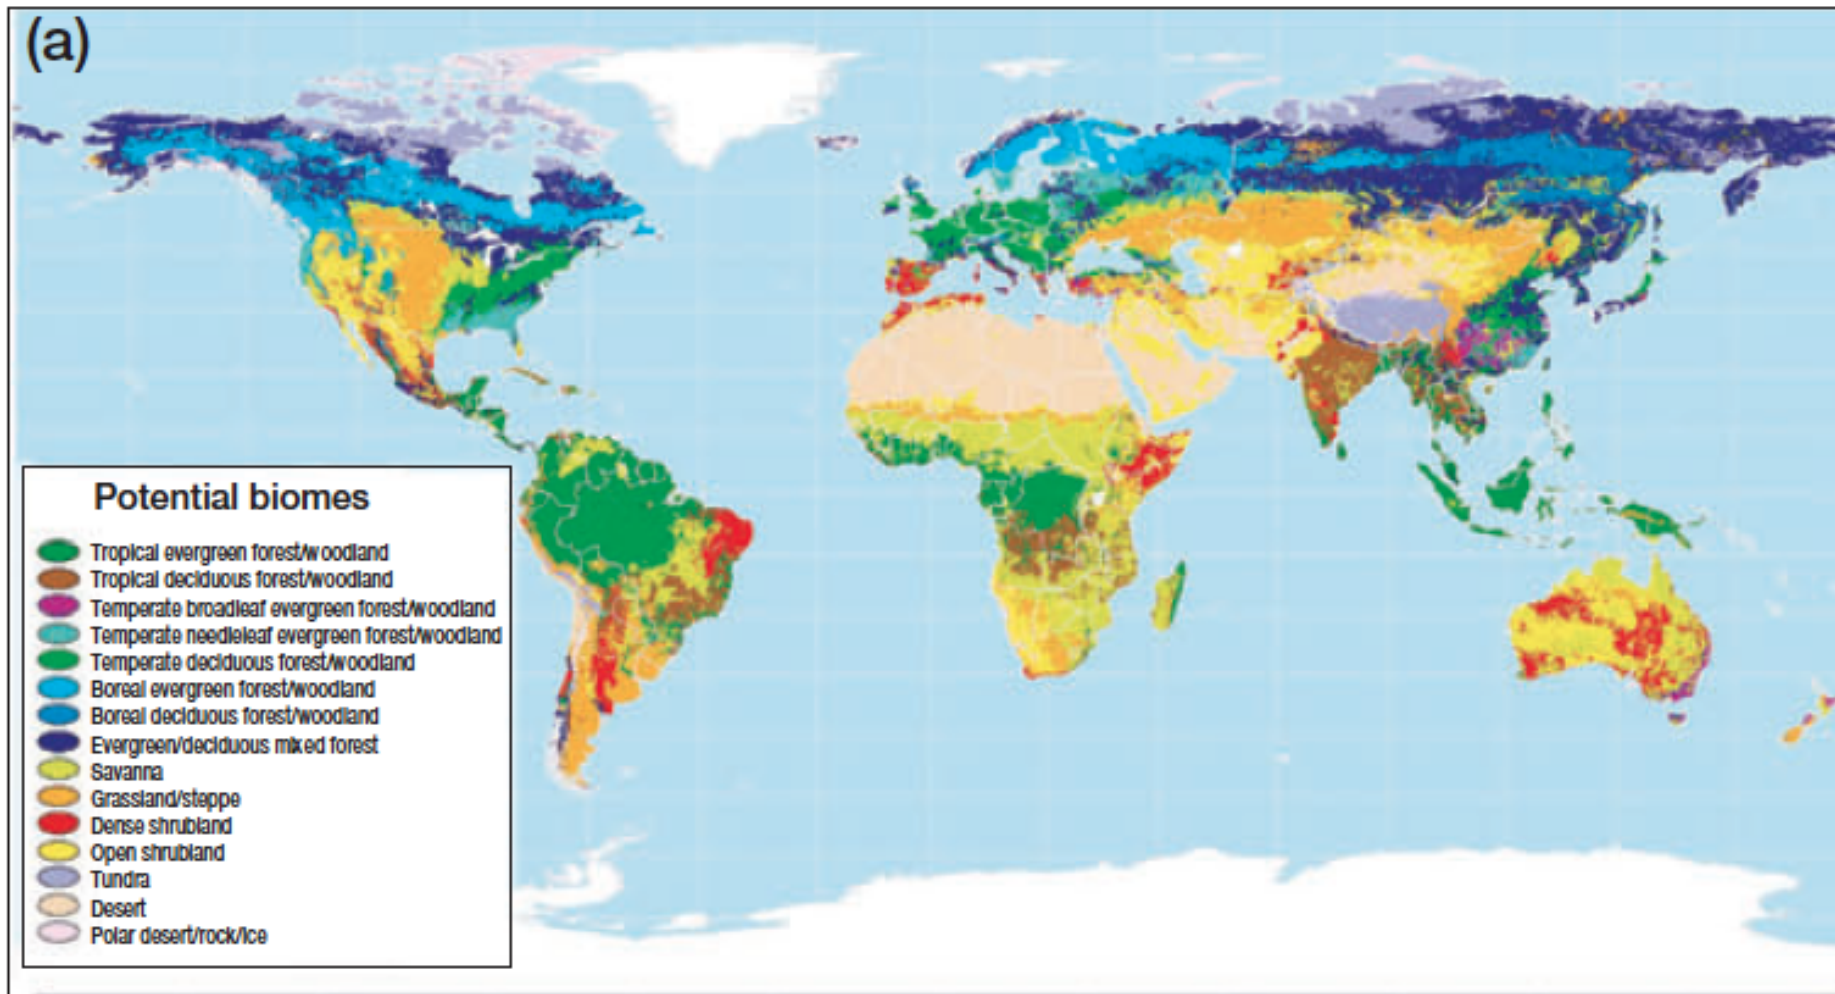 (a)
Potential biomes
Tropical evergreen forest/woodland
Tropical deciduous forest/woodland
Temperate broadleaf evergreen forest/woodland
Temperate needleleaf evergreen forest/woodland
Temperate deciduous forest/woodland
Boreal evergreen forest/woodland
Boreal deciduous forest/woodland
Evergreen/deciduous mixed forest
Savanna
Grassland/steppe
Dense shrubland
Open shrubland
Tundra
Desert
Polar desert/rock/ice